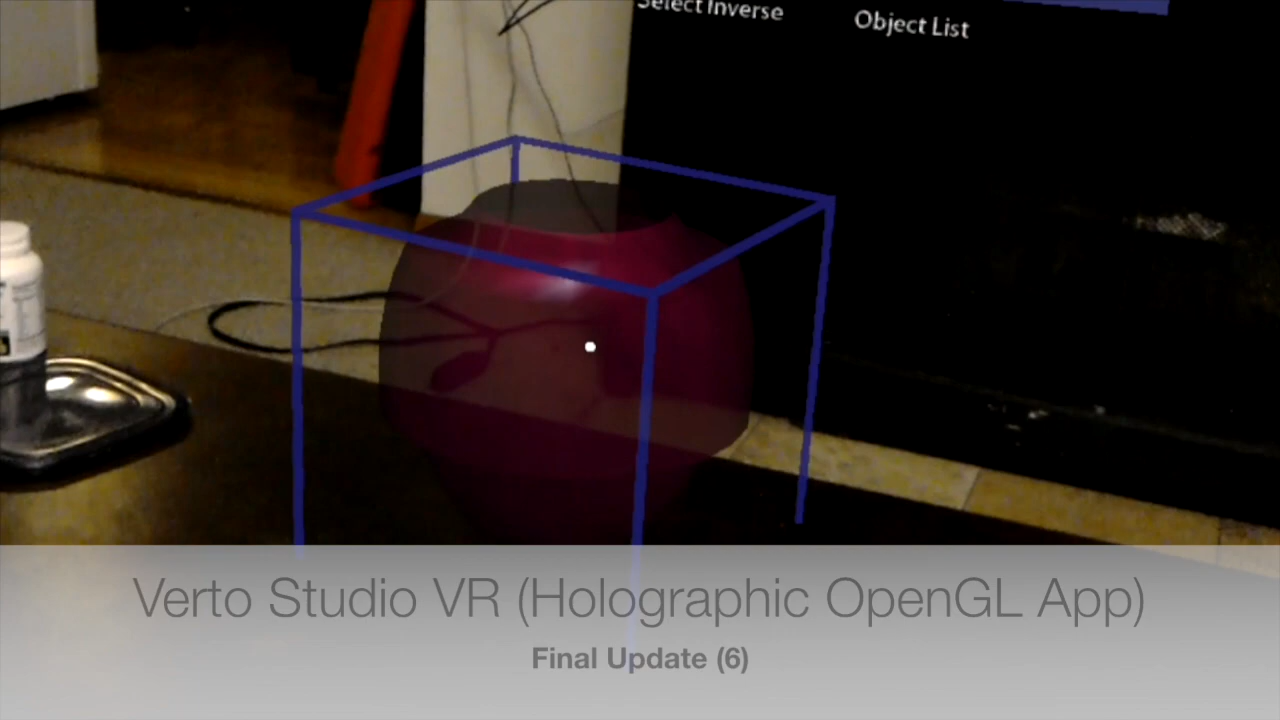 Select Inverse
Object List
Verto Studio VR (Holographic OpenGL App)
Final Update (6)